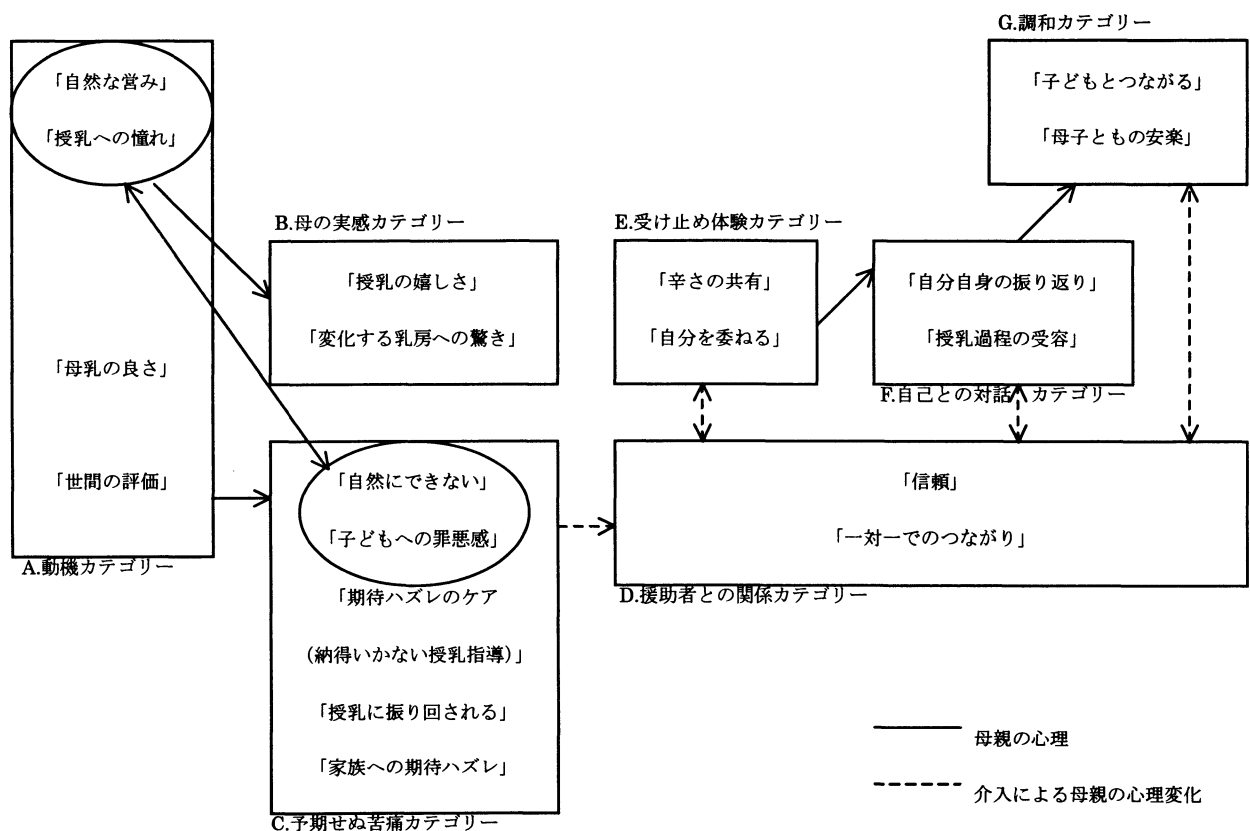 「自然な営み」
「授乳への憧れ」
「母乳の良さ」
「世間の評価」
A.動機カテゴリー
B.母の実感カテゴリー
「授乳の嬉しさ」
「変化する乳房への驚き」
「自然にできない」
「子どもへの罪悪感」
「期待ハズレのケア
(納得いかない授乳指導)」
「授乳に振り回される」
「家族への期待ハズレ」
C.予期せぬ苦痛カテゴリー
E.受け止め体験カテゴリー
「辛さの共有」
「自分を委ねる」
「自分自身の振り返り」
「授乳過程の受容」
F.自己との対話カテゴリー
G.調和カテゴリー
「子どもとつながる」
「母子ともの安楽」
「信頼」
「一対一でのつながり」
D.援助者との関係カテゴリー
母親の心理
介入による母親の心理変化